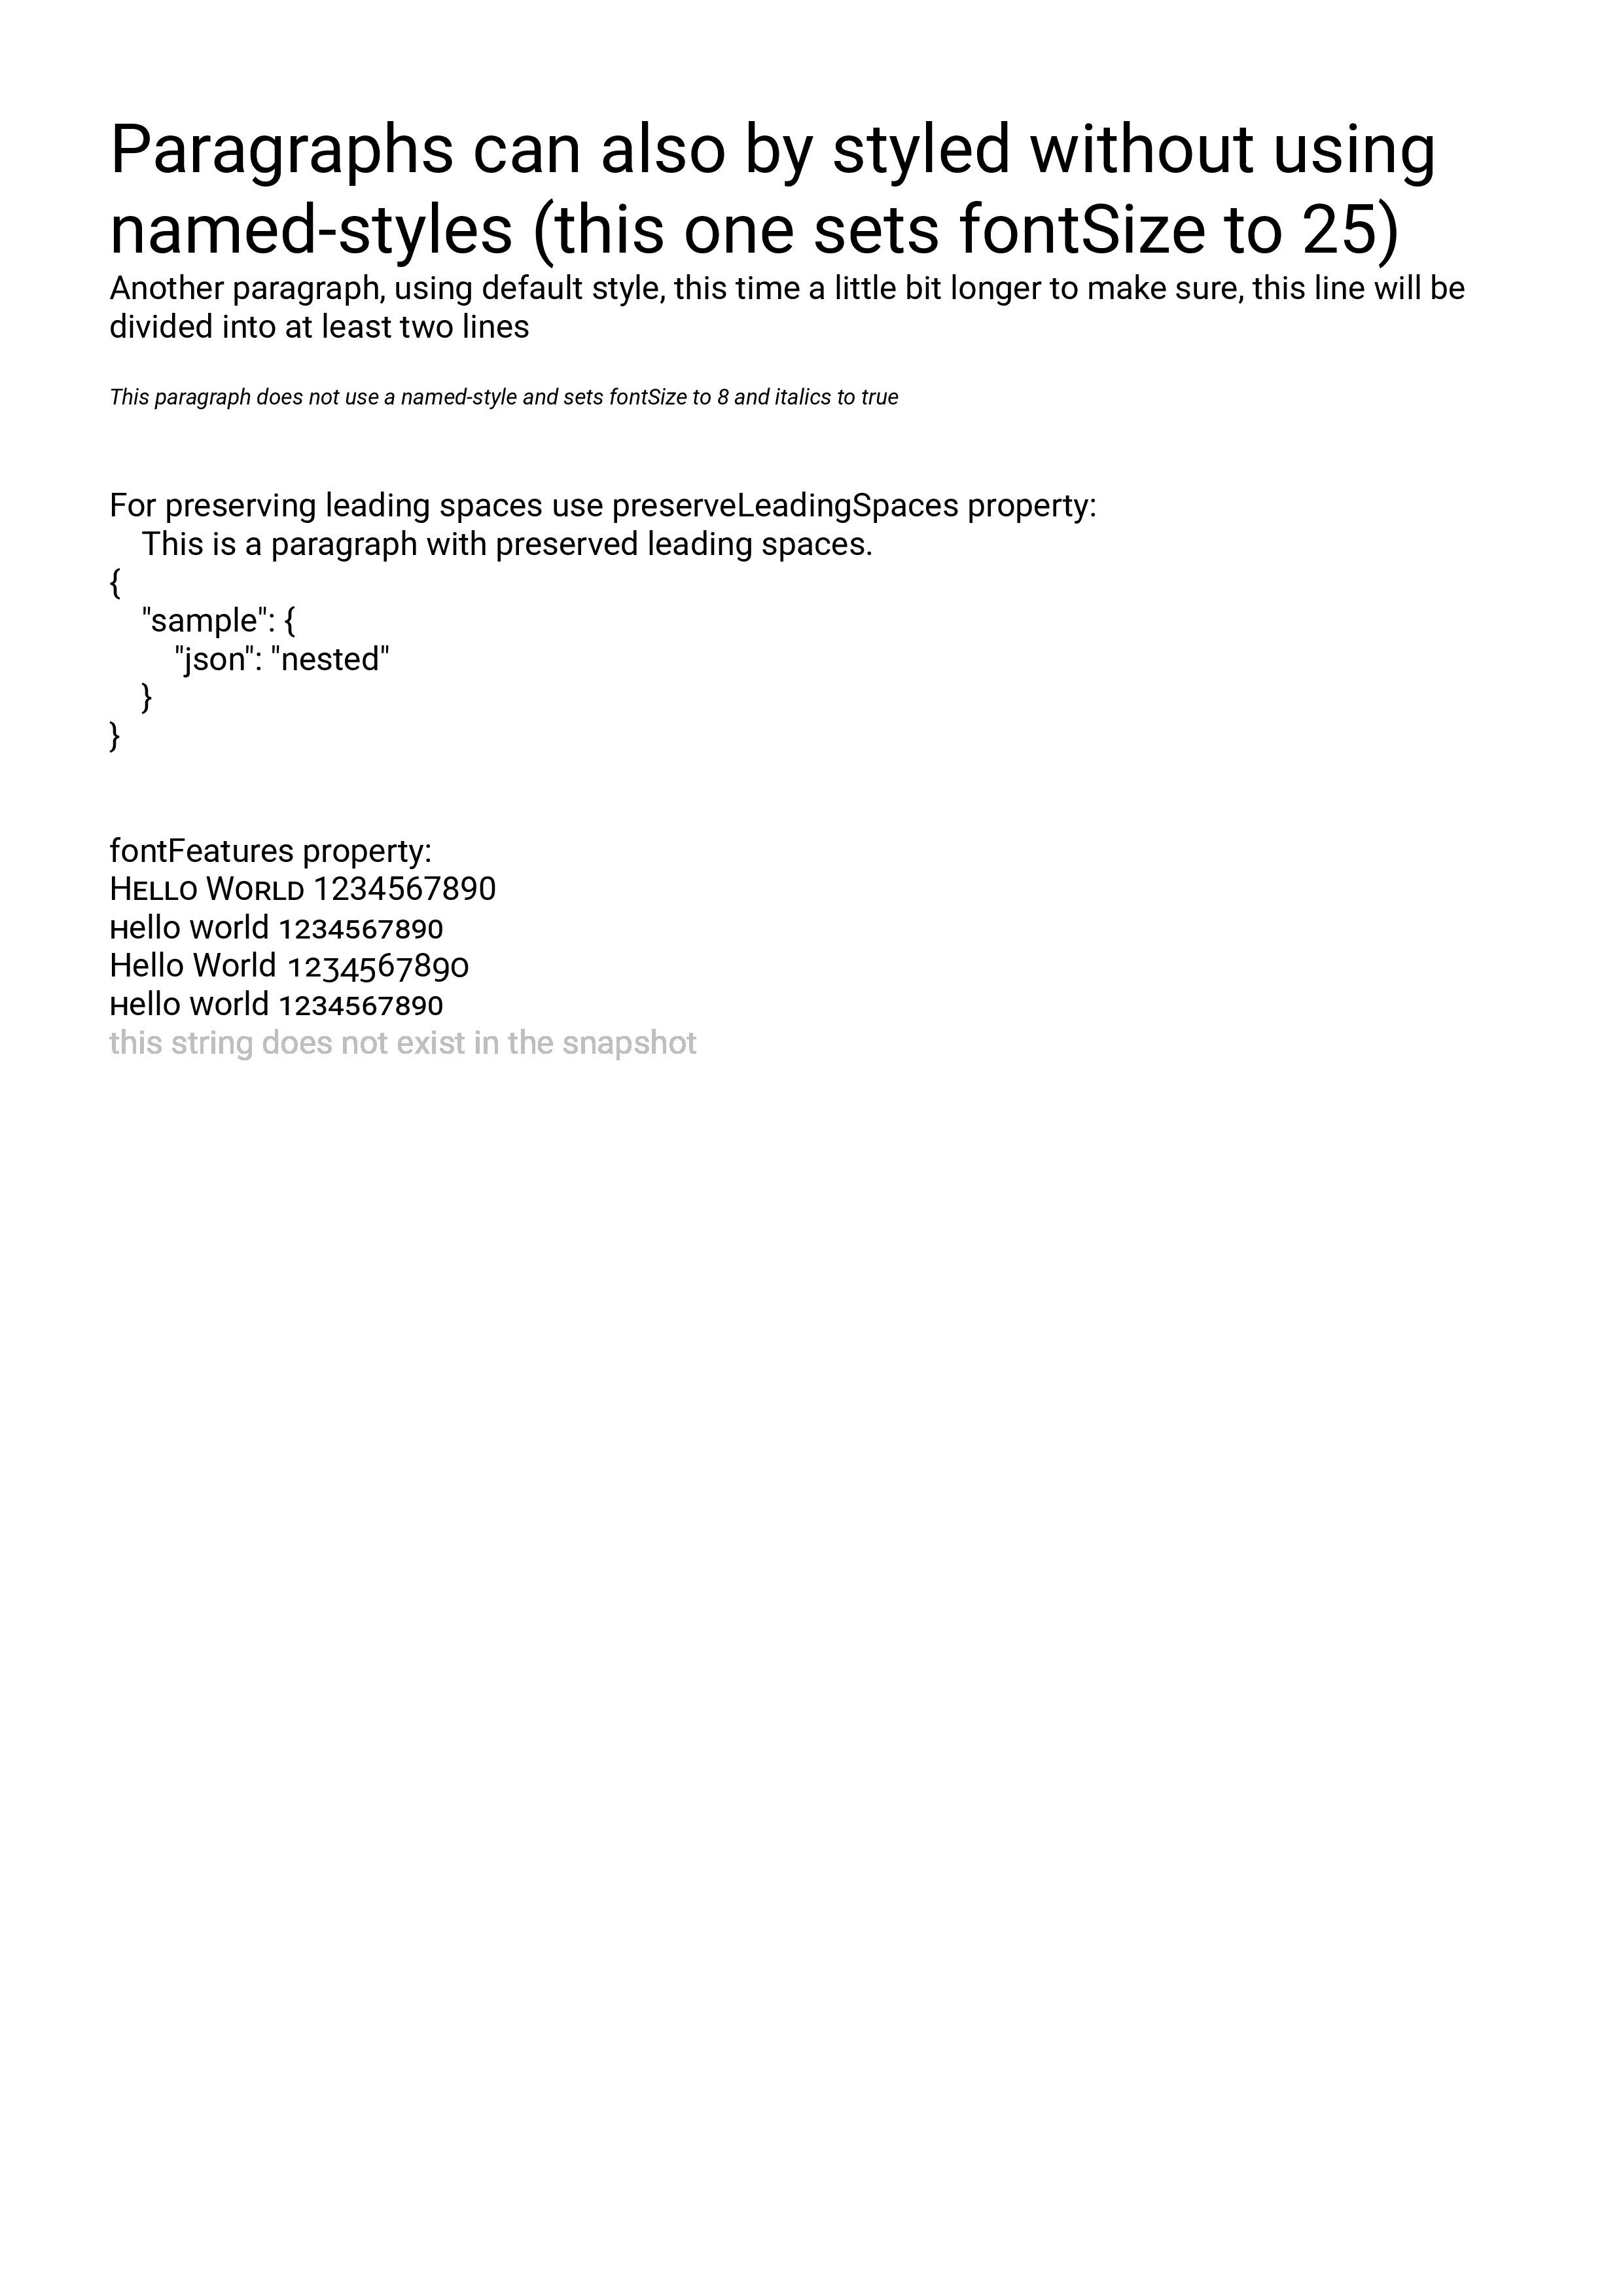 Paragraphs can also by styled without using
named-styles (this one sets fontSize to 25)
Another paragraph, using default style, this time a little bit longer to make sure, this line will be
divided into at least two lines
This paragraph does not use a named-style and sets fontSize to 8 and italics to true
For preserving leading spaces use preserveLeadingSpaces property:
    This is a paragraph with preserved leading spaces.
{
    "sample": {
        "json": "nested"
    }
}
fontFeatures property:
Hello World 1234567890
Hello world 1234567890
Hello World 1234567890
Hello world 1234567890
this string does not exist in the snapshot